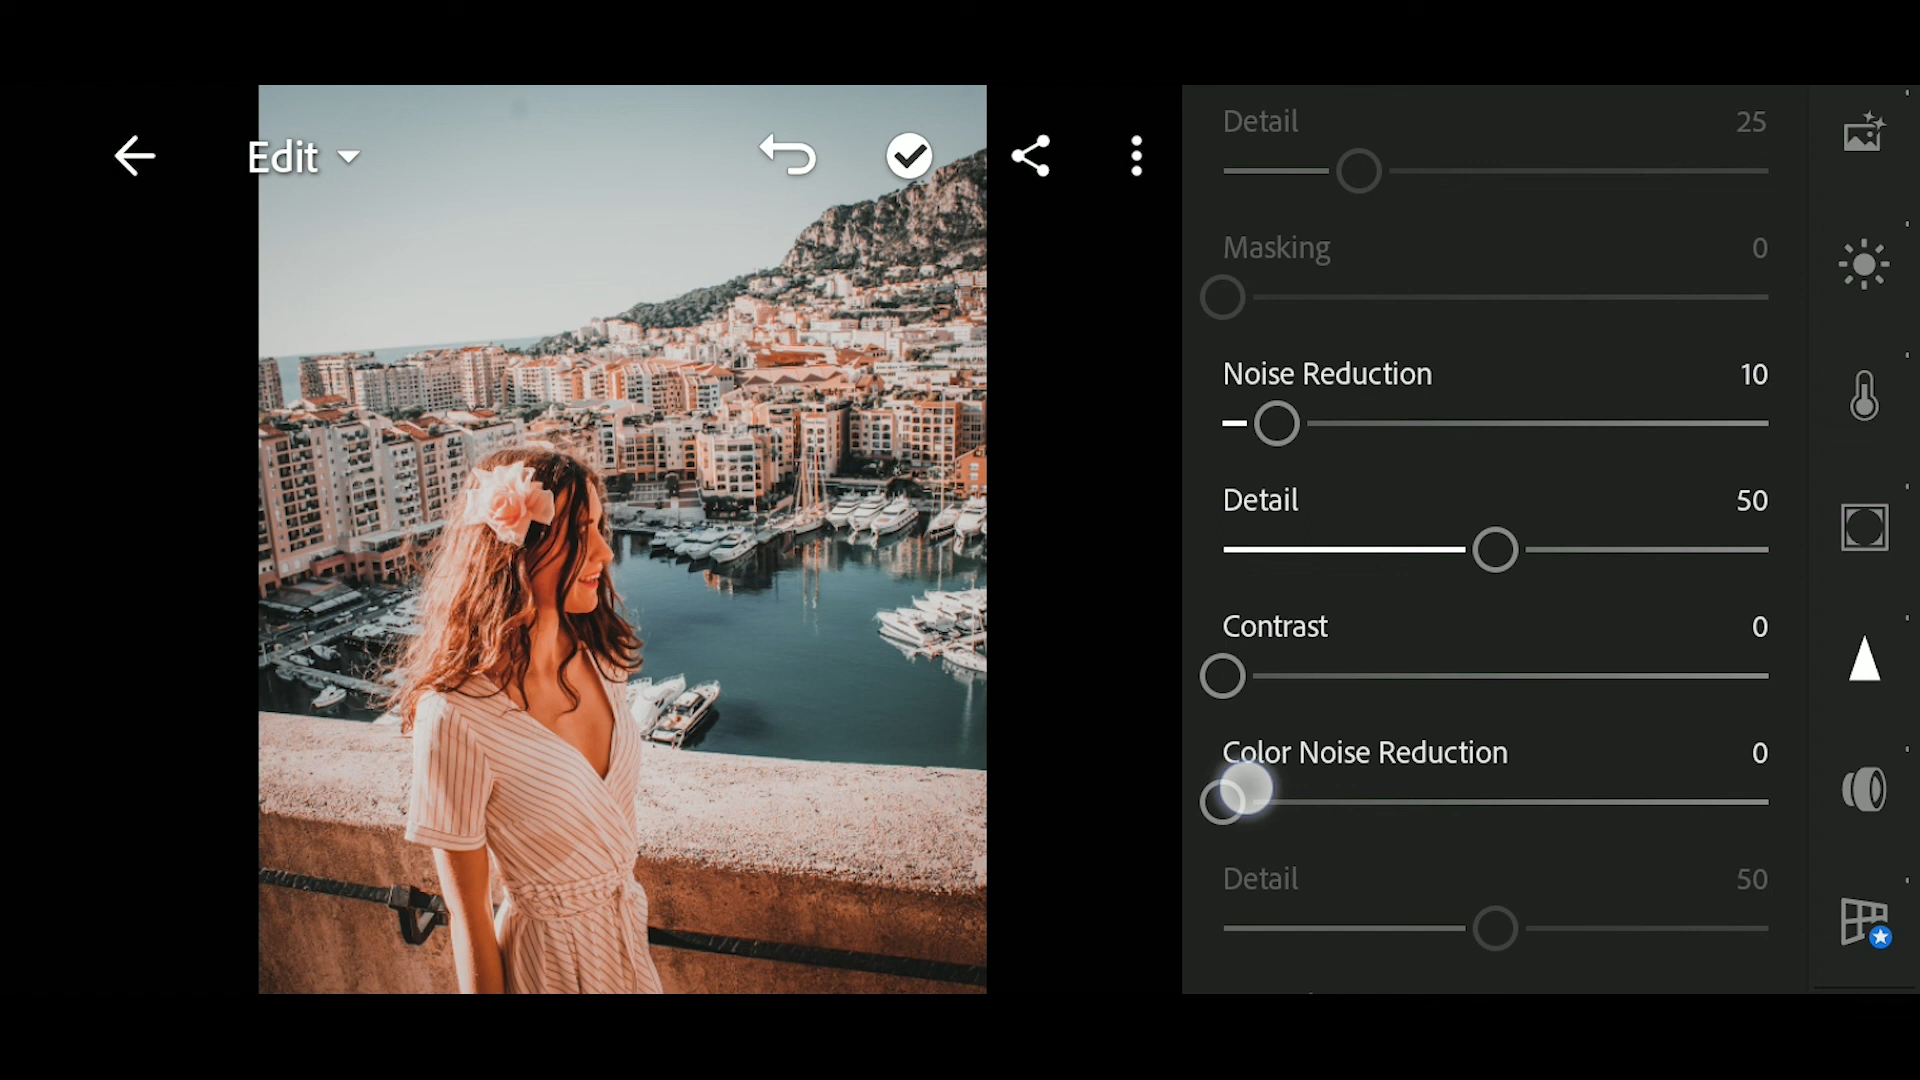 Edit
Detail 25
Masking 0
Noise Reduction 10
Detail 50
Contrast 0
Color Noise Reduction 0
Detail 50